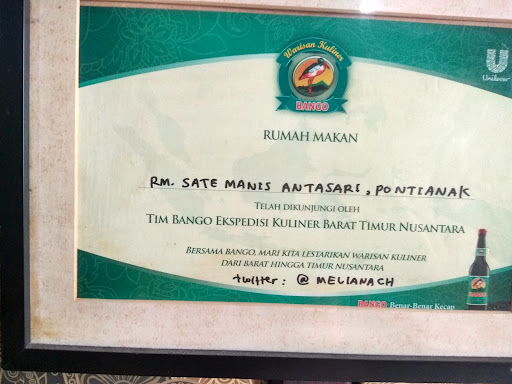 Warisan Kuliner
BANGO
Unilever
RUMAH MAKAN
RM. SATE MANIS ANTASARI, PONTIANAK
TELAH DIKUNJUNGI OLEH
TIM BANGO EKSPEDISI KULINER BARAT TIMUR NUSANTARA
BERSAMA BANGO, MARI KITA LESTARIKAN WARISAN KULINER
DARI BARAT HINGGA TIMUR NUSANTARA
twitter: @ MELIANACH
BANGO Benar-Benar Kecap